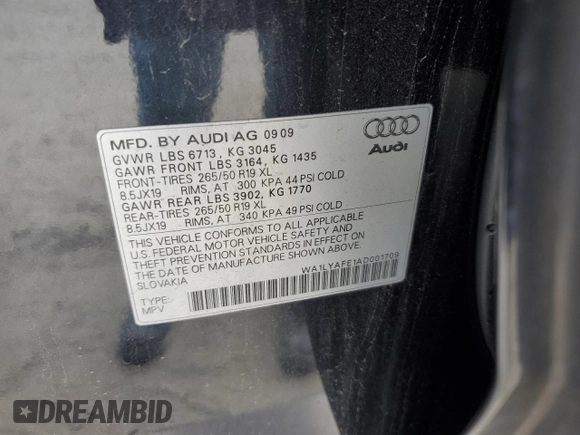 MFD. BY AUDI AG 09 09
GVWR LBS 6713, KG 3045
GAWR FRONT LBS 3164, KG 1435
FRONT-TIRES 265/50 R19 XL
8.5JX19 RIMS, AT 300 KPA 44 PSI COLD
GAWR REAR LBS 3902, KG 1770
REAR-TIRES 265/50 R19 XL
8.5JX19 RIMS, AT 340 KPA 49 PSI COLD
Audi
THIS VEHICLE CONFORMS TO ALL APPLICABLE
U.S. FEDERAL MOTOR VEHICLE SAFETY AND
THEFT PREVENTION STANDARDS IN EFFECT ON
THE DATE OF MANUFACTURE SHOWN ABOVE
SLOVAKIA
WA1LYAFE1AD001709
TYPE:
MPV
DREAMBID